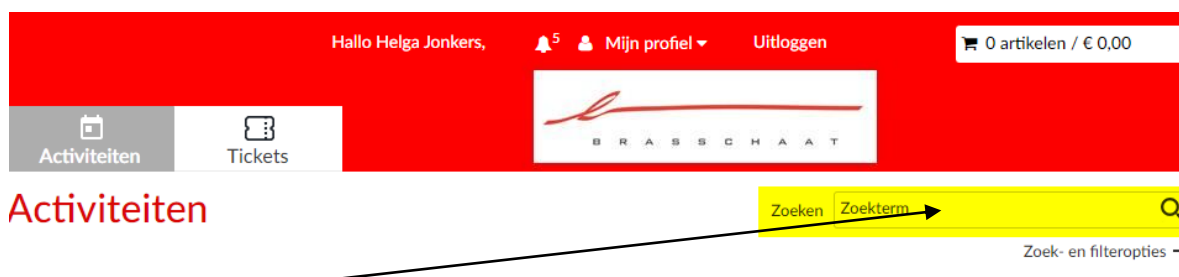 Hallo Helga Jonkers, 5 Mijn profiel Uitloggen 0 artikelen / € 0,00
BRASSCHAAT
Activiteiten Tickets
Activiteiten
Zoeken Zoekterm
Zoek- en filteropties